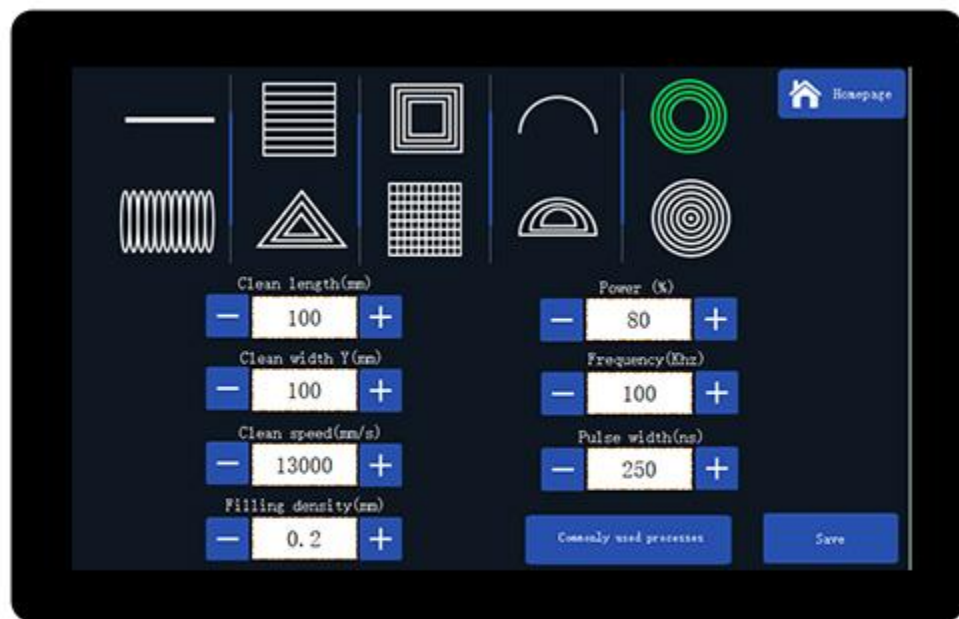 Homepage
Clean length(mm)
100
Power (%)
80
Clean width Y(mm)
100
Frequency(Khz)
100
Clean speed(mm/s)
13000
Pulse width(ns)
250
Filling density(mm)
0.2
Commonly used processes
Save